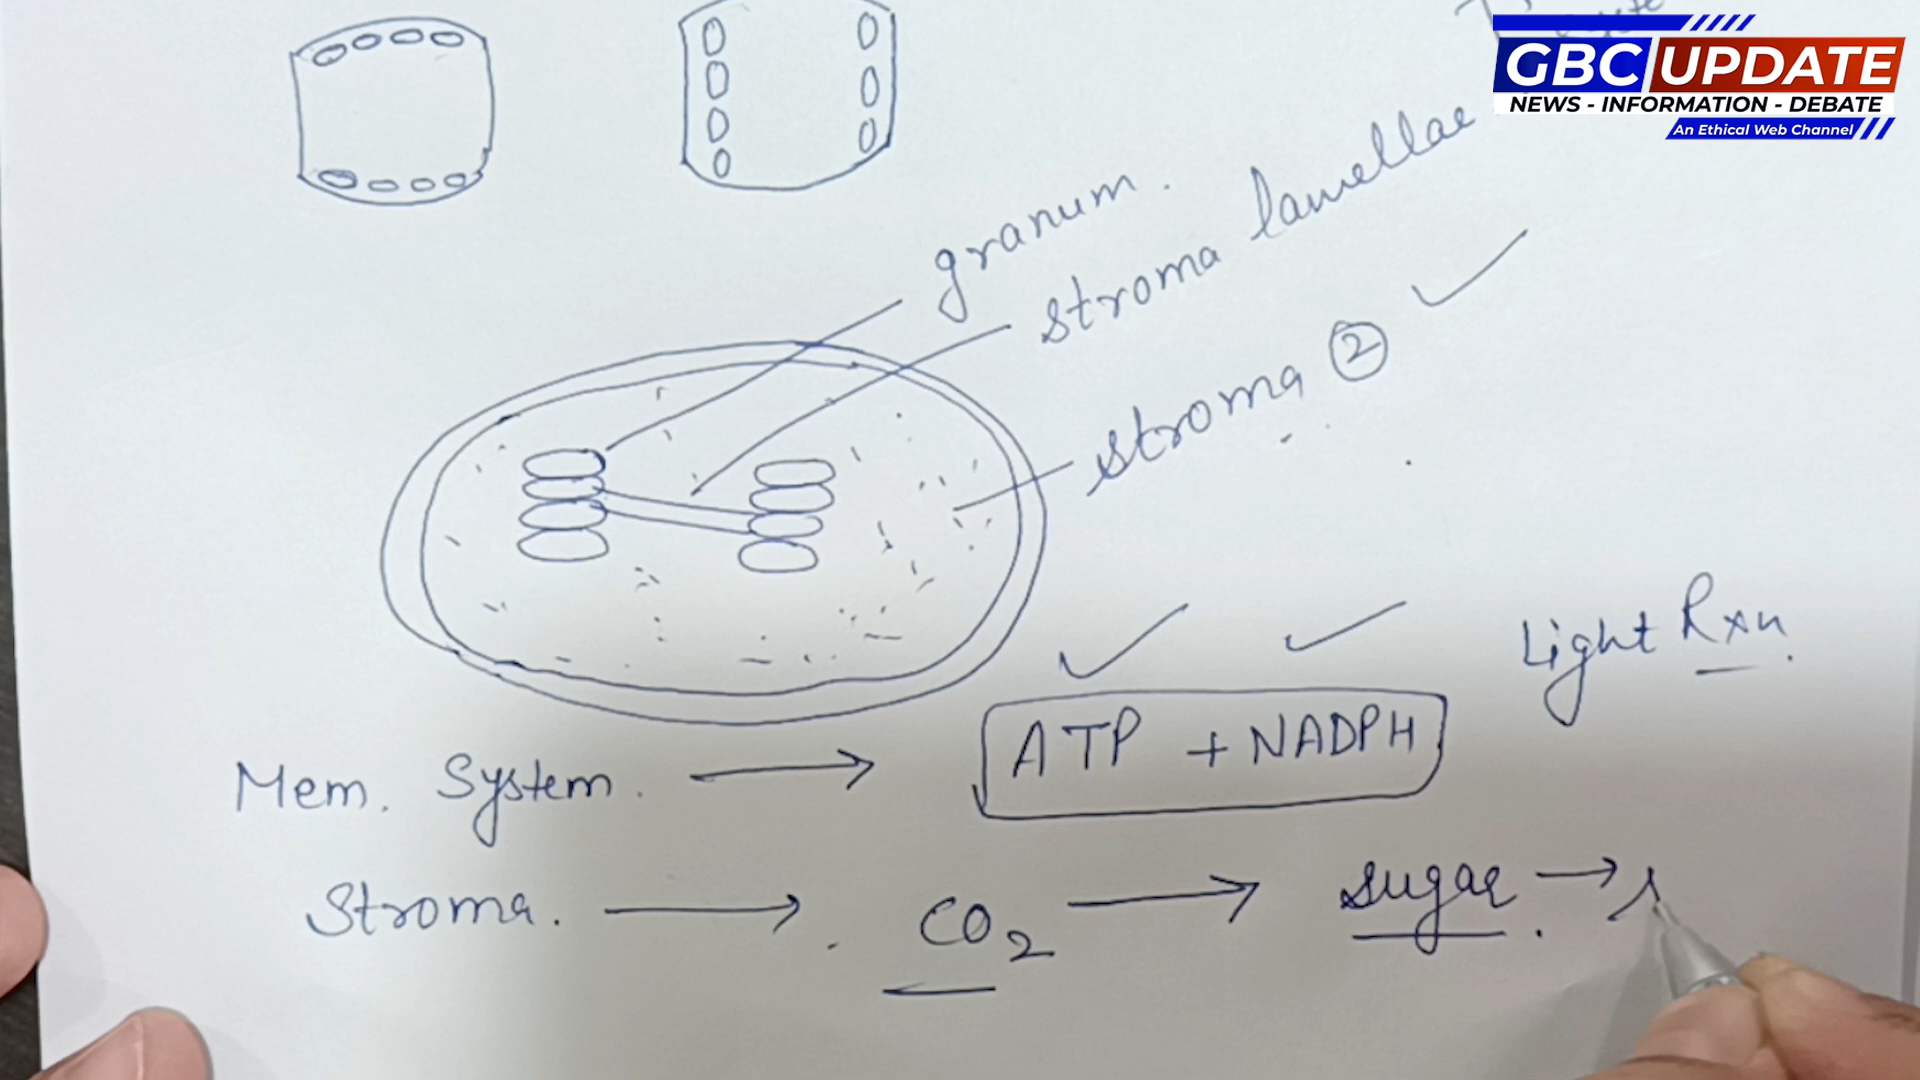 GBC UPDATE
NEWS - INFORMATION - DEBATE
An Ethical Web Channel
granum.
stroma lamellae
stroma ②
Light Rxn.
Mem. System. → ATP + NADPH
Stroma. → CO₂ → sugar. → s